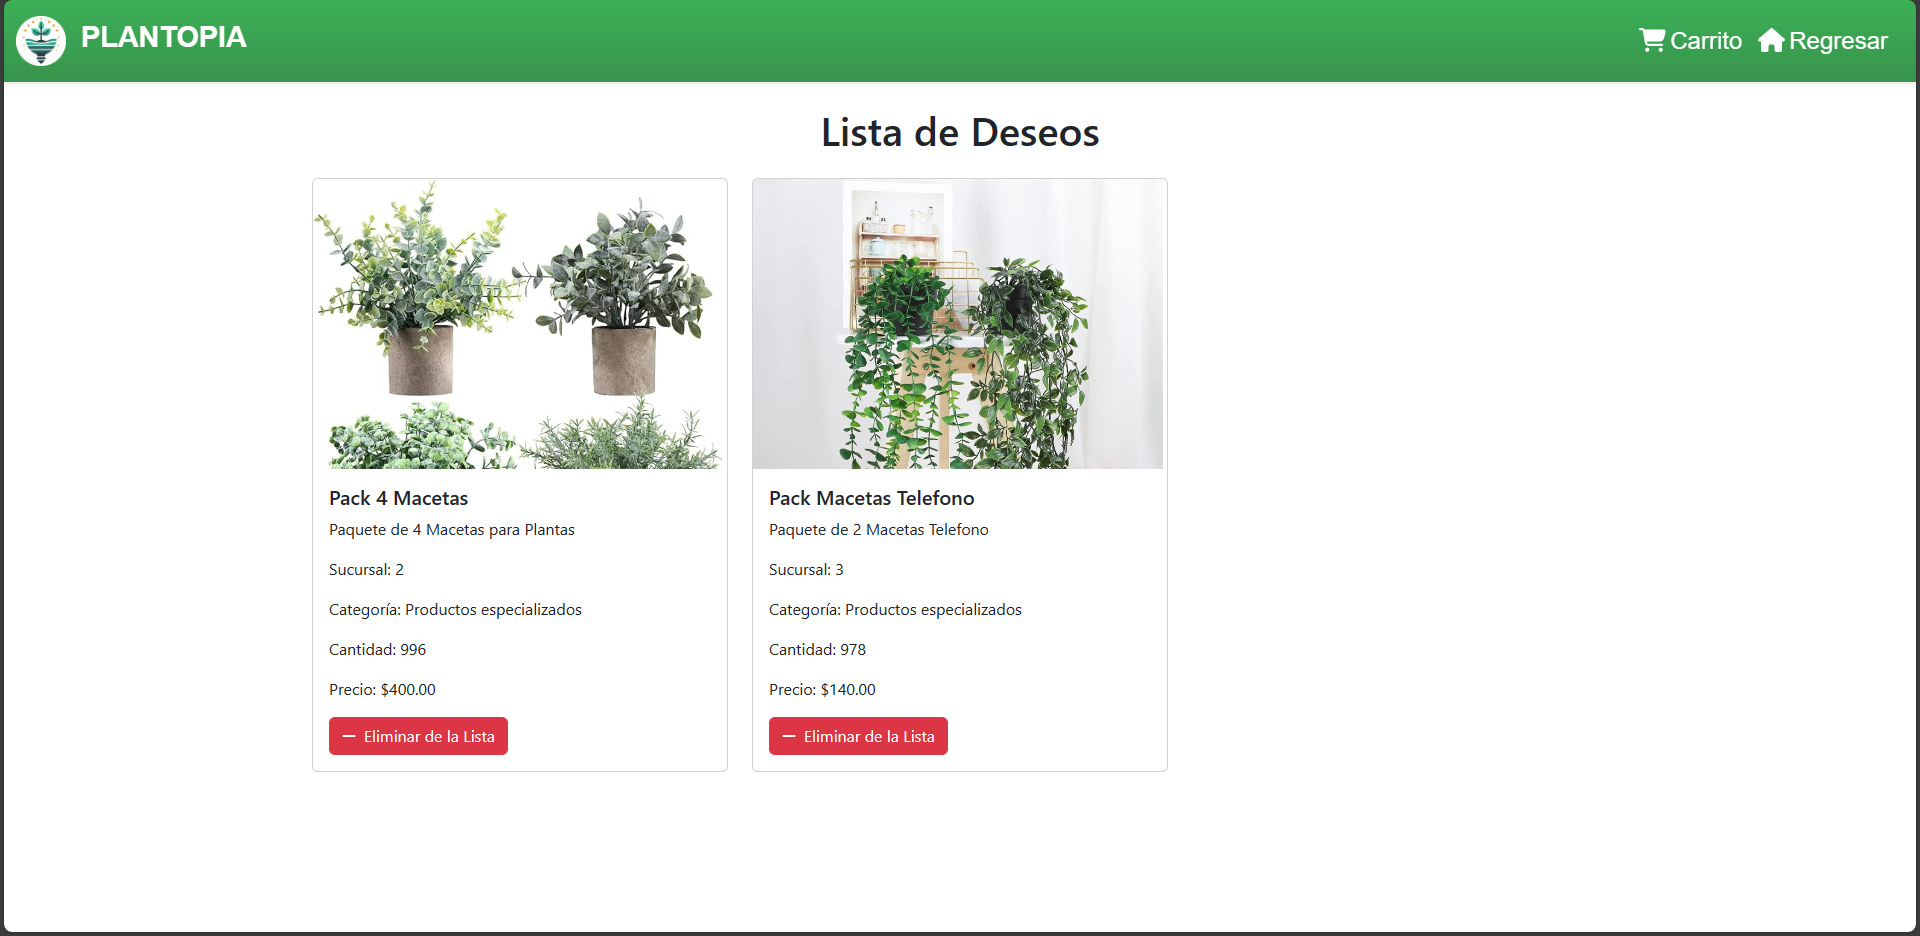 PLANTOPIA
Carrito
Regresar
Lista de Deseos
Pack 4 Macetas
Paquete de 4 Macetas para Plantas
Sucursal: 2
Categoría: Productos especializados
Cantidad: 996
Precio: $400.00
Eliminar de la Lista
Pack Macetas Telefono
Paquete de 2 Macetas Telefono
Sucursal: 3
Categoría: Productos especializados
Cantidad: 978
Precio: $140.00
Eliminar de la Lista